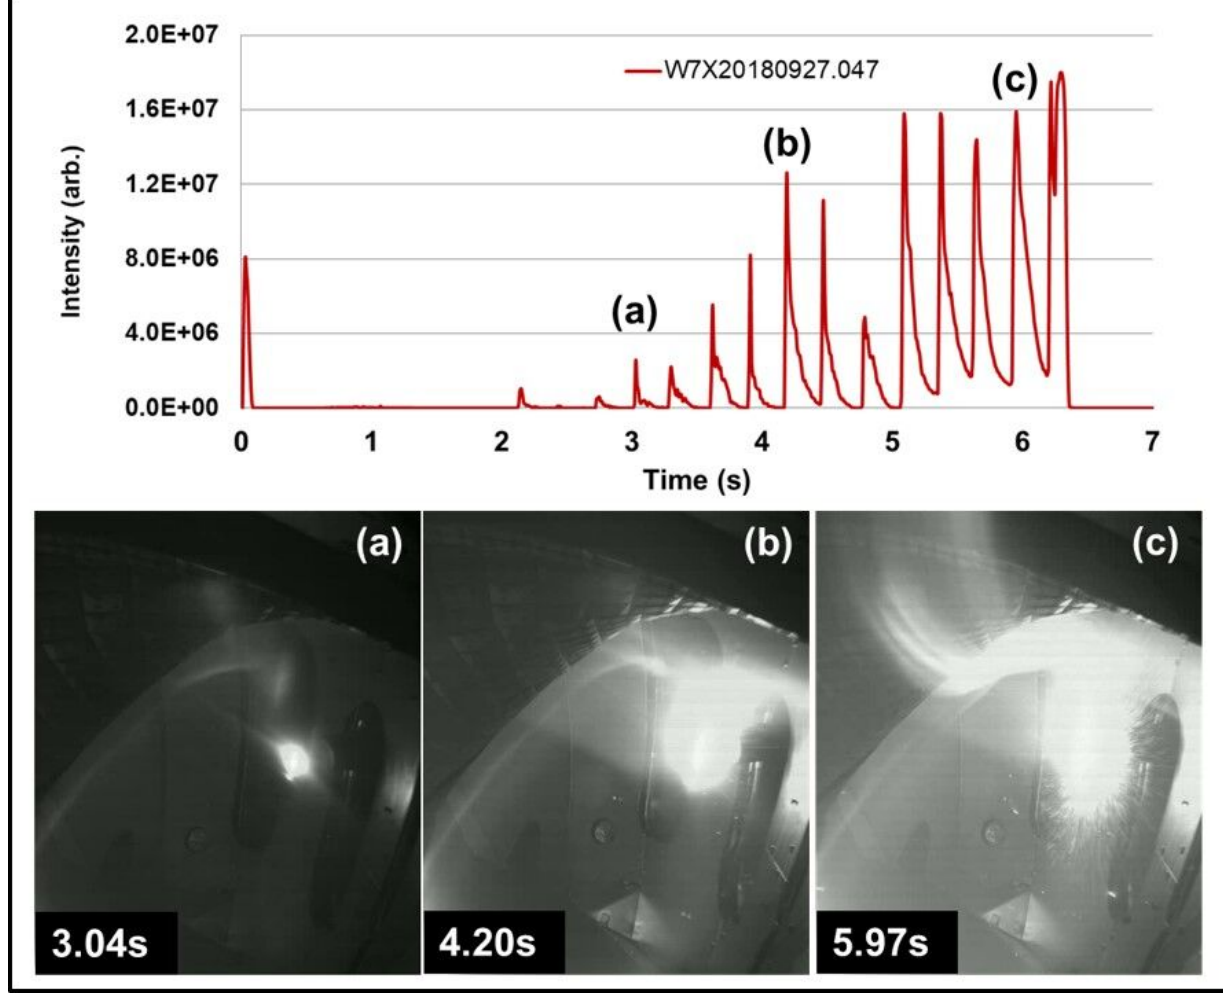 2.0E+07
W7X20180927.047
(c)
1.6E+07
(b)
1.2E+07
Intensity (arb.)
8.0E+06
(a)
4.0E+06
0.0E+00
0 1 2 3 4 5 6 7
Time (s)
(a) (b) (c)
3.04s 4.20s 5.97s